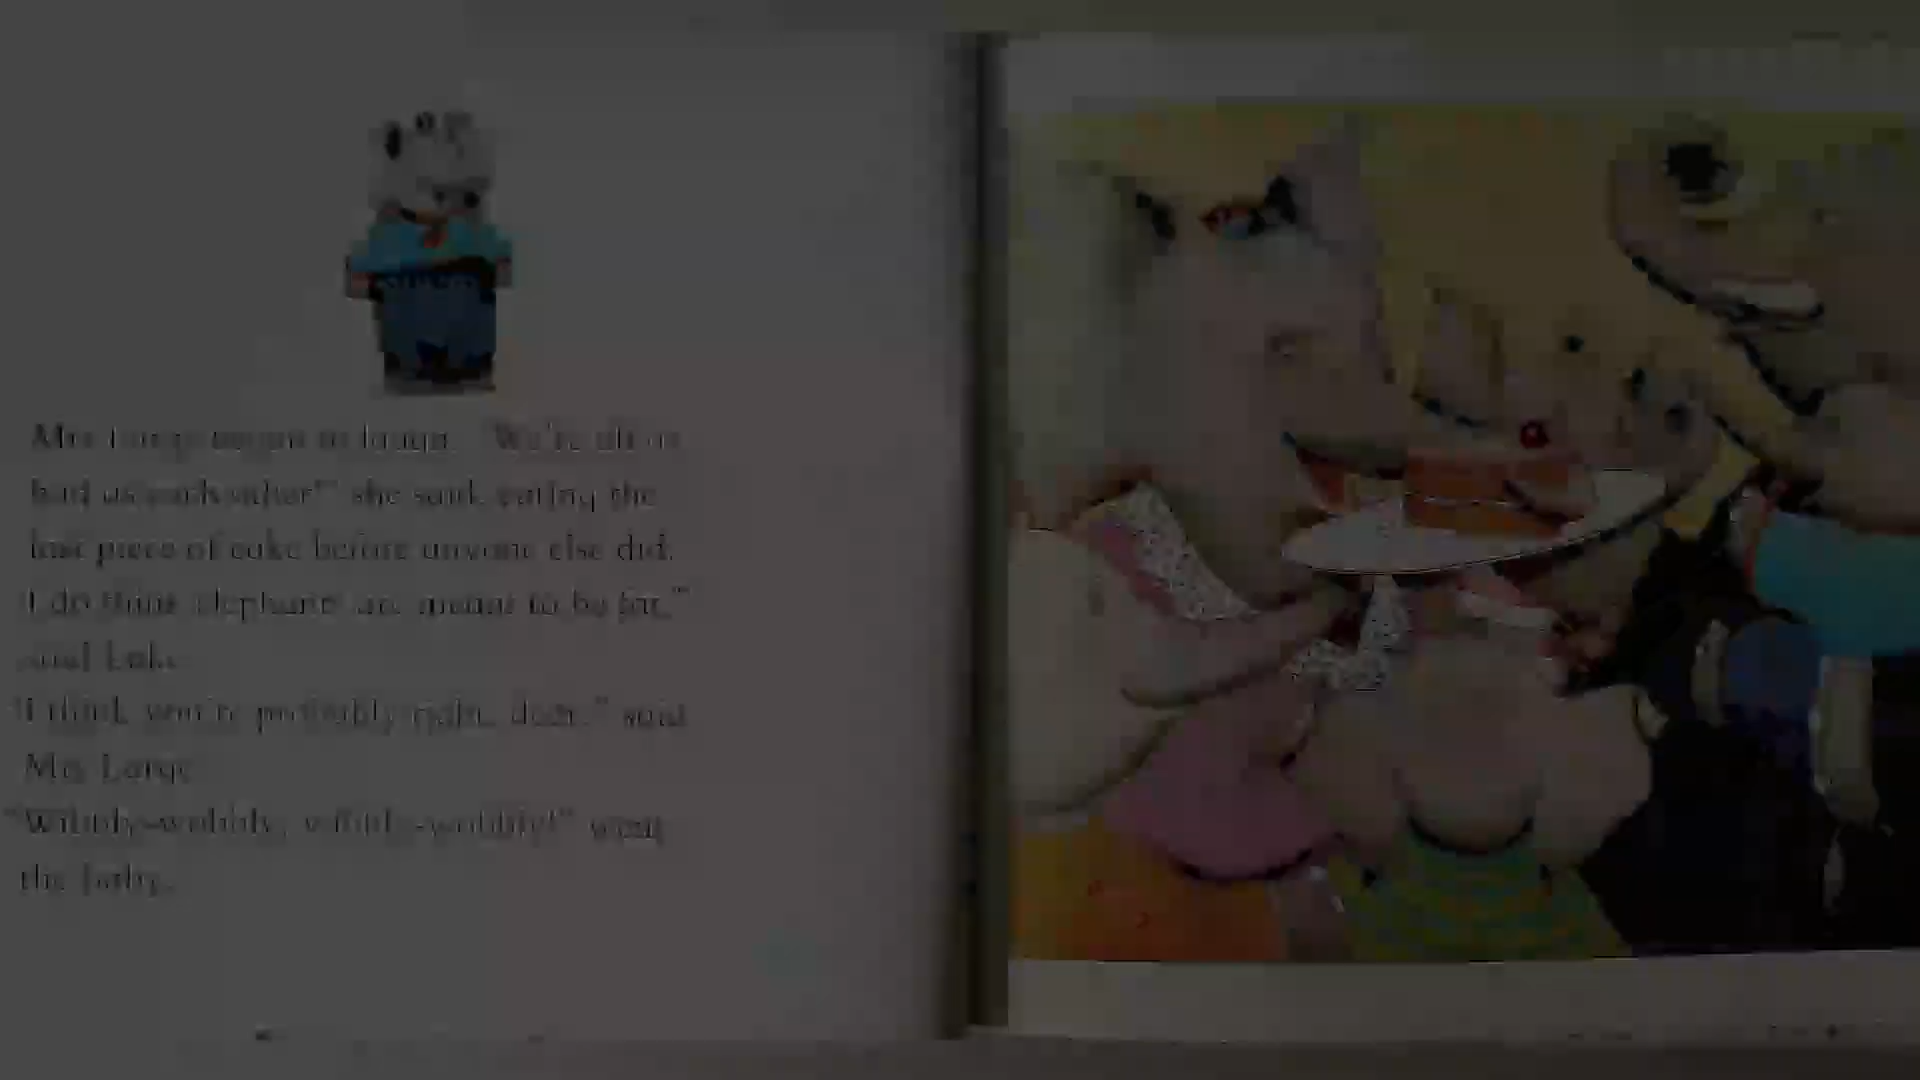 Mrs Large began to laugh. "We're all as
bad as each other!" she said, eating the
last piece of cake before anyone else did.
"I do think elephants are meant to be fat,"
said Luke.
"I think you're probably right, dear," said
Mrs Large.
"Wibbly-wobbly, wibbly-wobbly!" went
the baby.